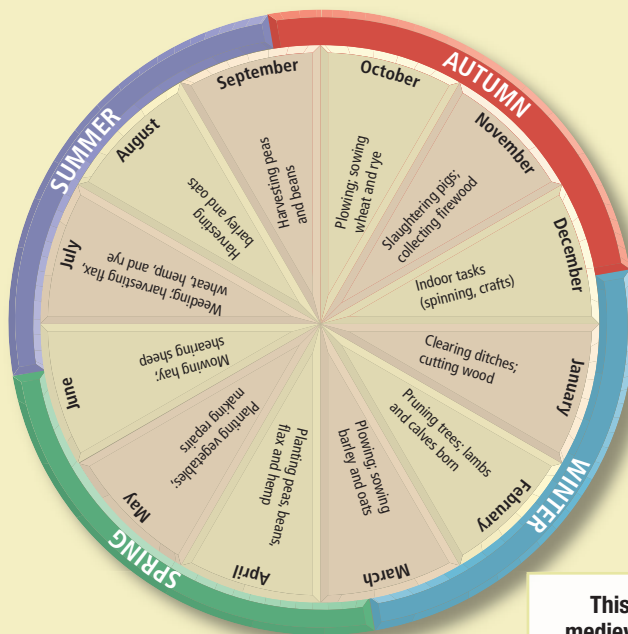 AUTUMN
October
Plowing; sowing
wheat and rye
November
Slaughtering pigs;
collecting firewood
December
Indoor tasks
(spinning, crafts)
WINTER
January
Clearing ditches;
cutting wood
February
Pruning trees; lambs
and calves born
March
Plowing; sowing
barley and oats
SPRING
April
Planting peas, beans,
flax and hemp
May
Planting vegetables;
making repairs
June
Mowing hay;
shearing sheep
SUMMER
July
Weeding; harvesting flax,
wheat, hemp, and rye
August
Harvesting
barley and oats
September
Harvesting peas
and beans
This